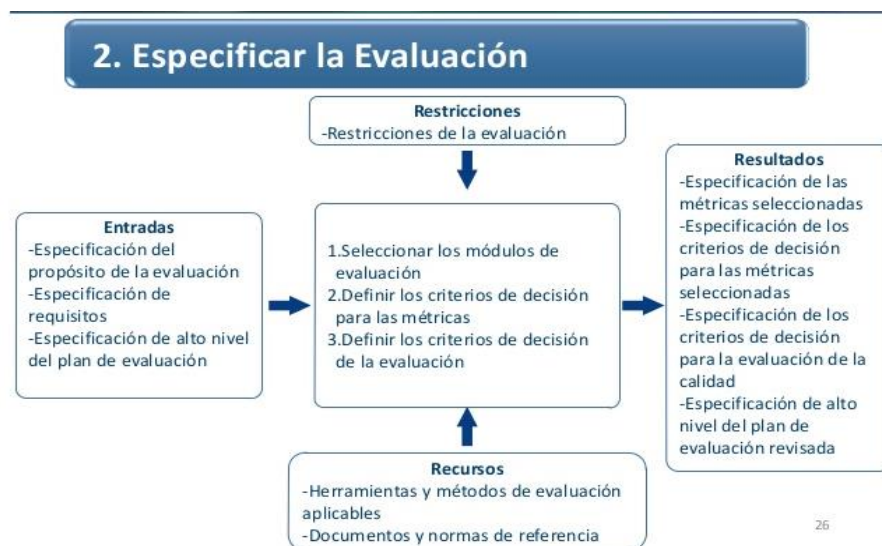 2. Especificar la Evaluación
Restricciones
-Restricciones de la evaluación
Entradas
-Especificación del
propósito de la evaluación
-Especificación de
requisitos
-Especificación de alto nivel
del plan de evaluación
1.Seleccionar los módulos de
evaluación
2.Definir los criterios de decisión
para las métricas
3.Definir los criterios de decisión
de la evaluación
Resultados
-Especificación de las
métricas seleccionadas
-Especificación de los
criterios de decisión
para las métricas
seleccionadas
-Especificación de los
criterios de decisión
para la evaluación de la
calidad
-Especificación de alto
nivel del plan de
evaluación revisada
Recursos
-Herramientas y métodos de evaluación
aplicables
-Documentos y normas de referencia
26